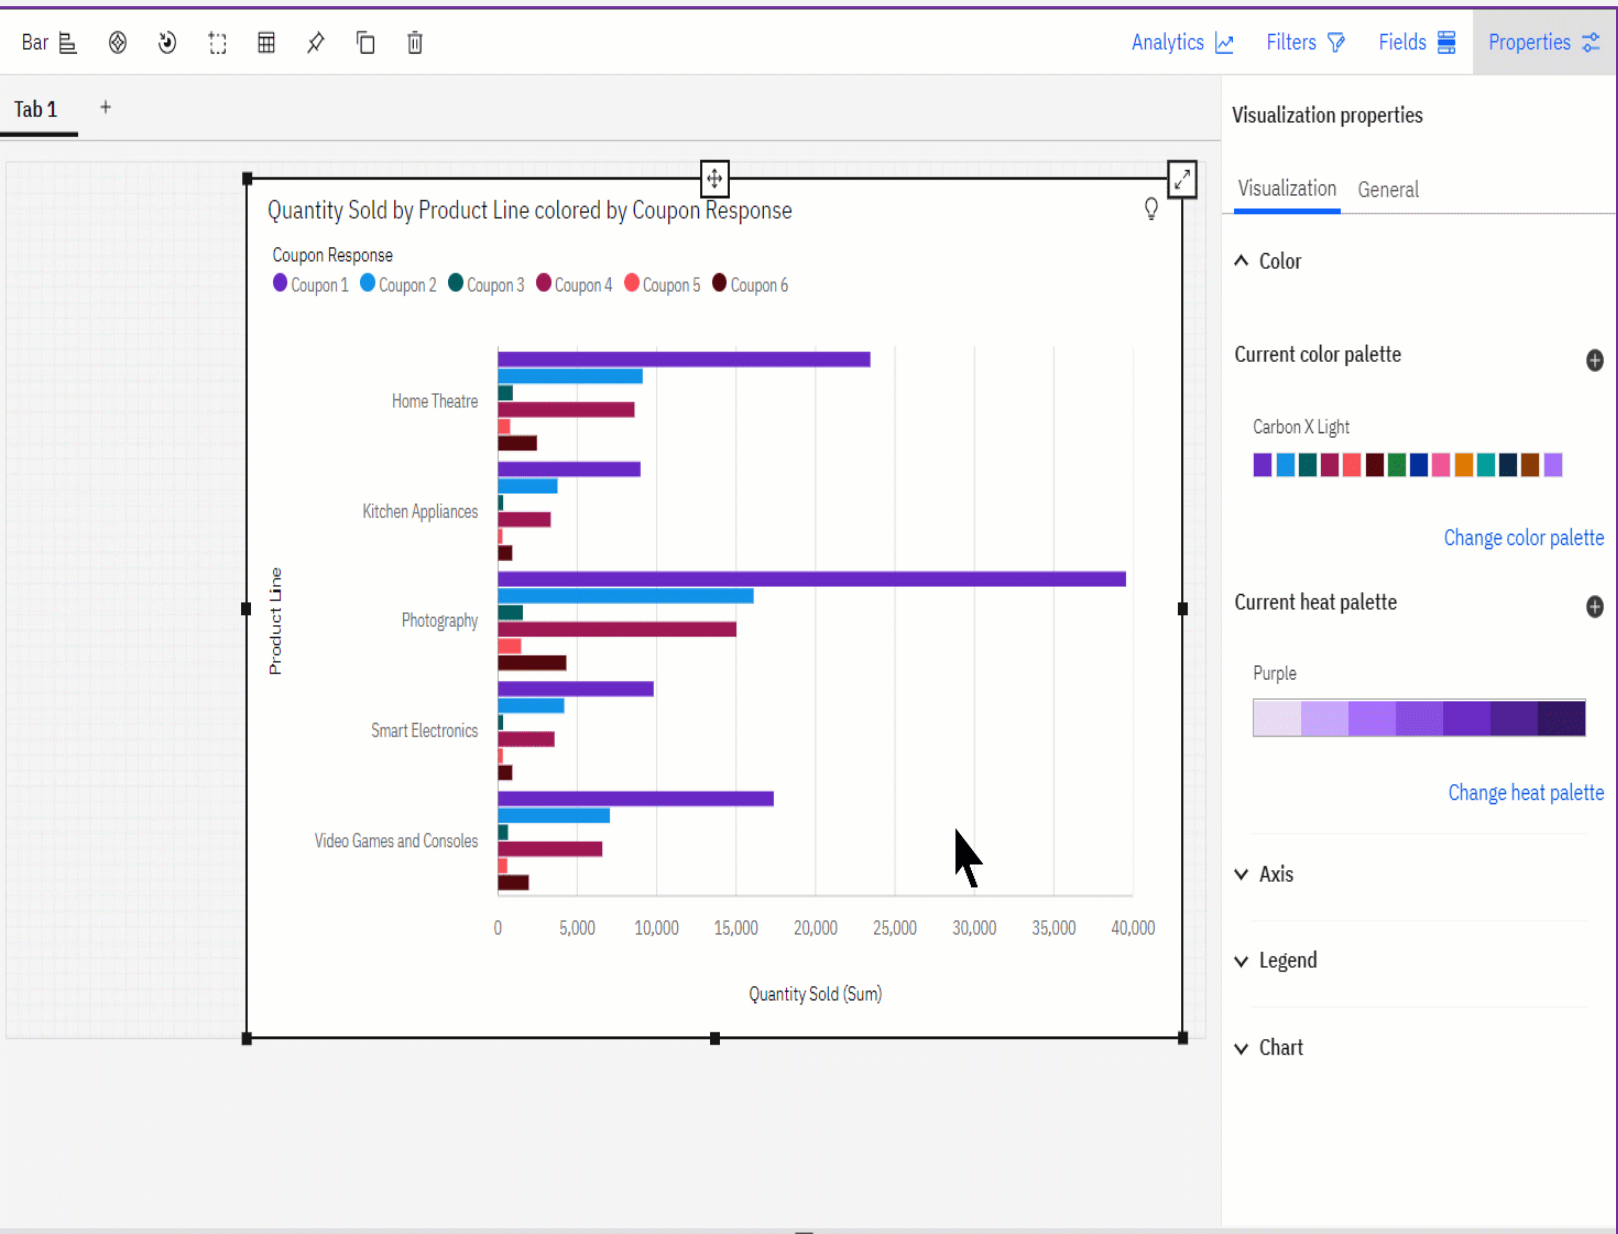 Bar
Analytics
Filters
Fields
Properties
Tab 1
+
Visualization properties
Visualization
General
Quantity Sold by Product Line colored by Coupon Response
Coupon Response
Coupon 1
Coupon 2
Coupon 3
Coupon 4
Coupon 5
Coupon 6
Color
Current color palette
Carbon X Light
Change color palette
Current heat palette
Purple
Change heat palette
Axis
Legend
Chart
Product Line
Home Theatre
Kitchen Appliances
Photography
Smart Electronics
Video Games and Consoles
0
5,000
10,000
15,000
20,000
25,000
30,000
35,000
40,000
Quantity Sold (Sum)